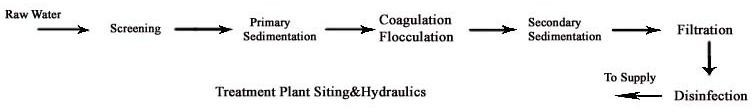 Raw Water
Screening
Primary
Sedimentation
Coagulation
Flocculation
Secondary
Sedimentation
Filtration
Disinfection
To Supply
Treatment Plant Siting&Hydraulics